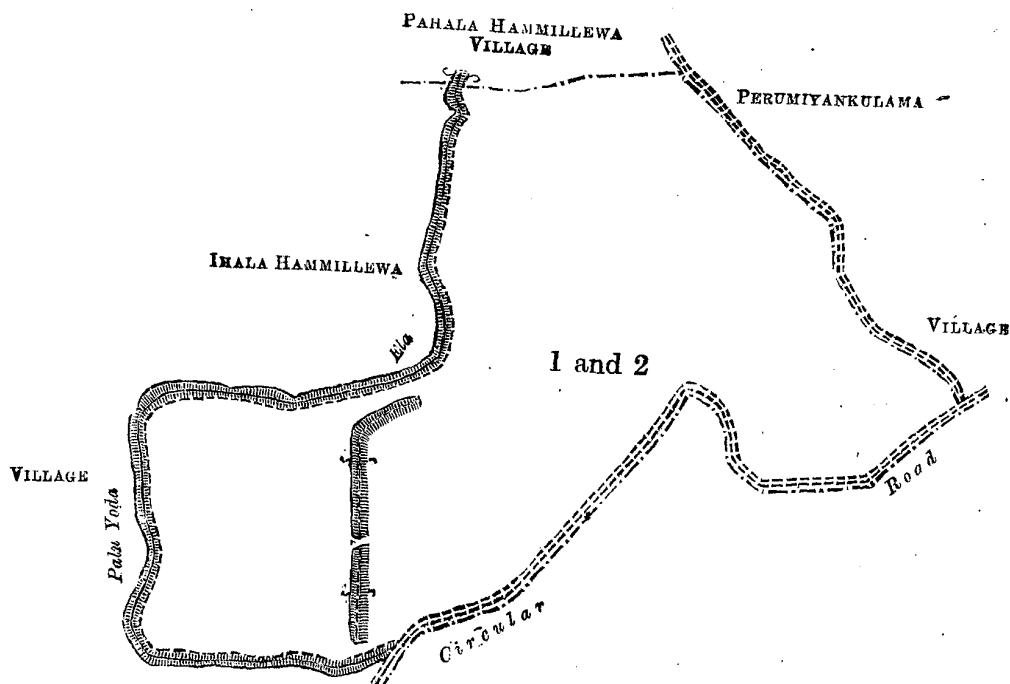 PAHALA HAMMILLEWA
VILLAGE
PERUMIYANKULAMA
IHALA HAMMILLEWA
VILLAGE
Ela
1 and 2
VILLAGE
Road
Palu Yoda
Circular